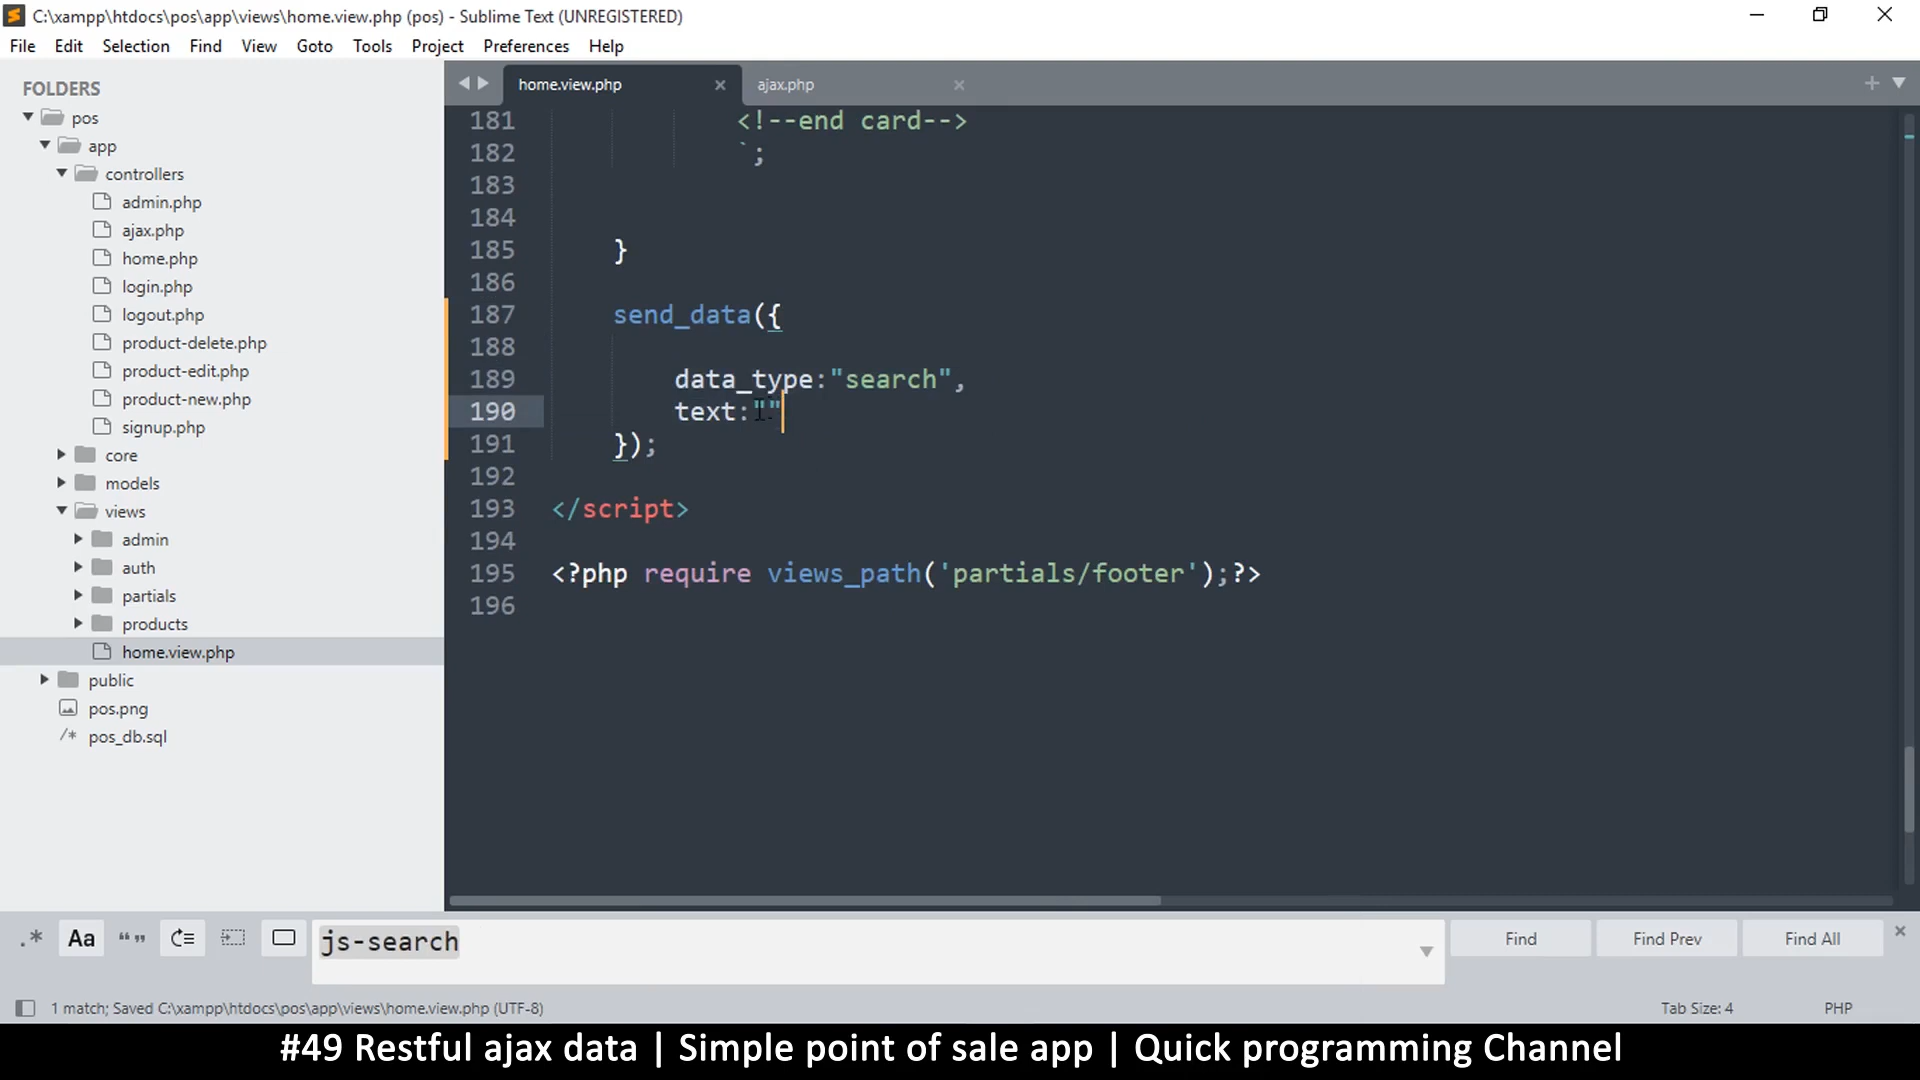 C:\xampp\htdocs\pos\app\views\home.view.php (pos) - Sublime Text (UNREGISTERED)
File Edit Selection Find View Goto Tools Project Preferences Help
FOLDERS
pos
app
controllers
admin.php
ajax.php
home.php
login.php
logout.php
product-delete.php
product-edit.php
product-new.php
signup.php
core
models
views
admin
auth
partials
products
home.view.php
public
pos.png
/* pos_db.sql
home.view.php ajax.php
181 <!--end card-->
182 `;
183
184
185 }
186
187 send_data({
188
189 data_type:"search",
190 text:""
191 });
192
193 </script>
194
195 <?php require views_path('partials/footer');?>
196
.* Aa “” js-search Find Find Prev Find All
1 match; Saved C:\xampp\htdocs\pos\app\views\home.view.php (UTF-8) Tab Size: 4 PHP
#49 Restful ajax data | Simple point of sale app | Quick programming Channel